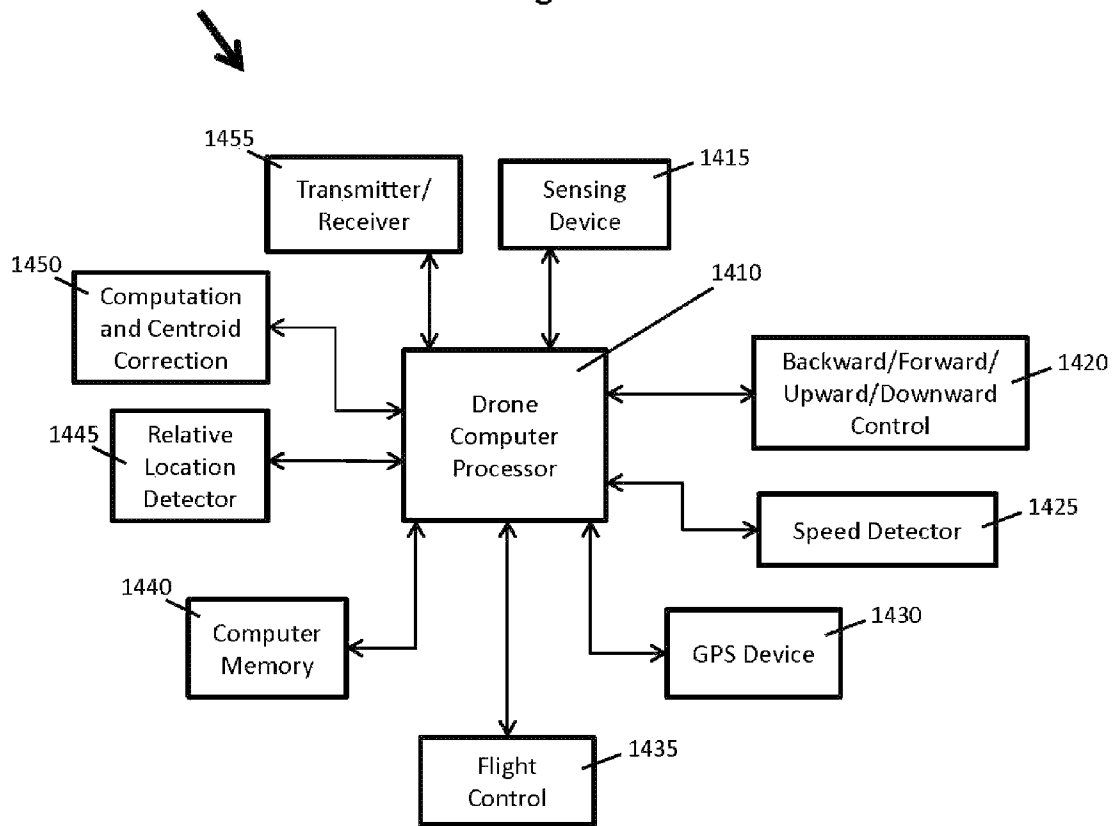 1455
Transmitter/
Receiver
Sensing
Device
1415
1450
Computation
and Centroid
Correction
1410
Drone
Computer
Processor
Backward/Forward/
Upward/Downward
Control
1420
1445
Relative
Location
Detector
Speed Detector
1425
1440
Computer
Memory
GPS Device
1430
Flight
Control
1435